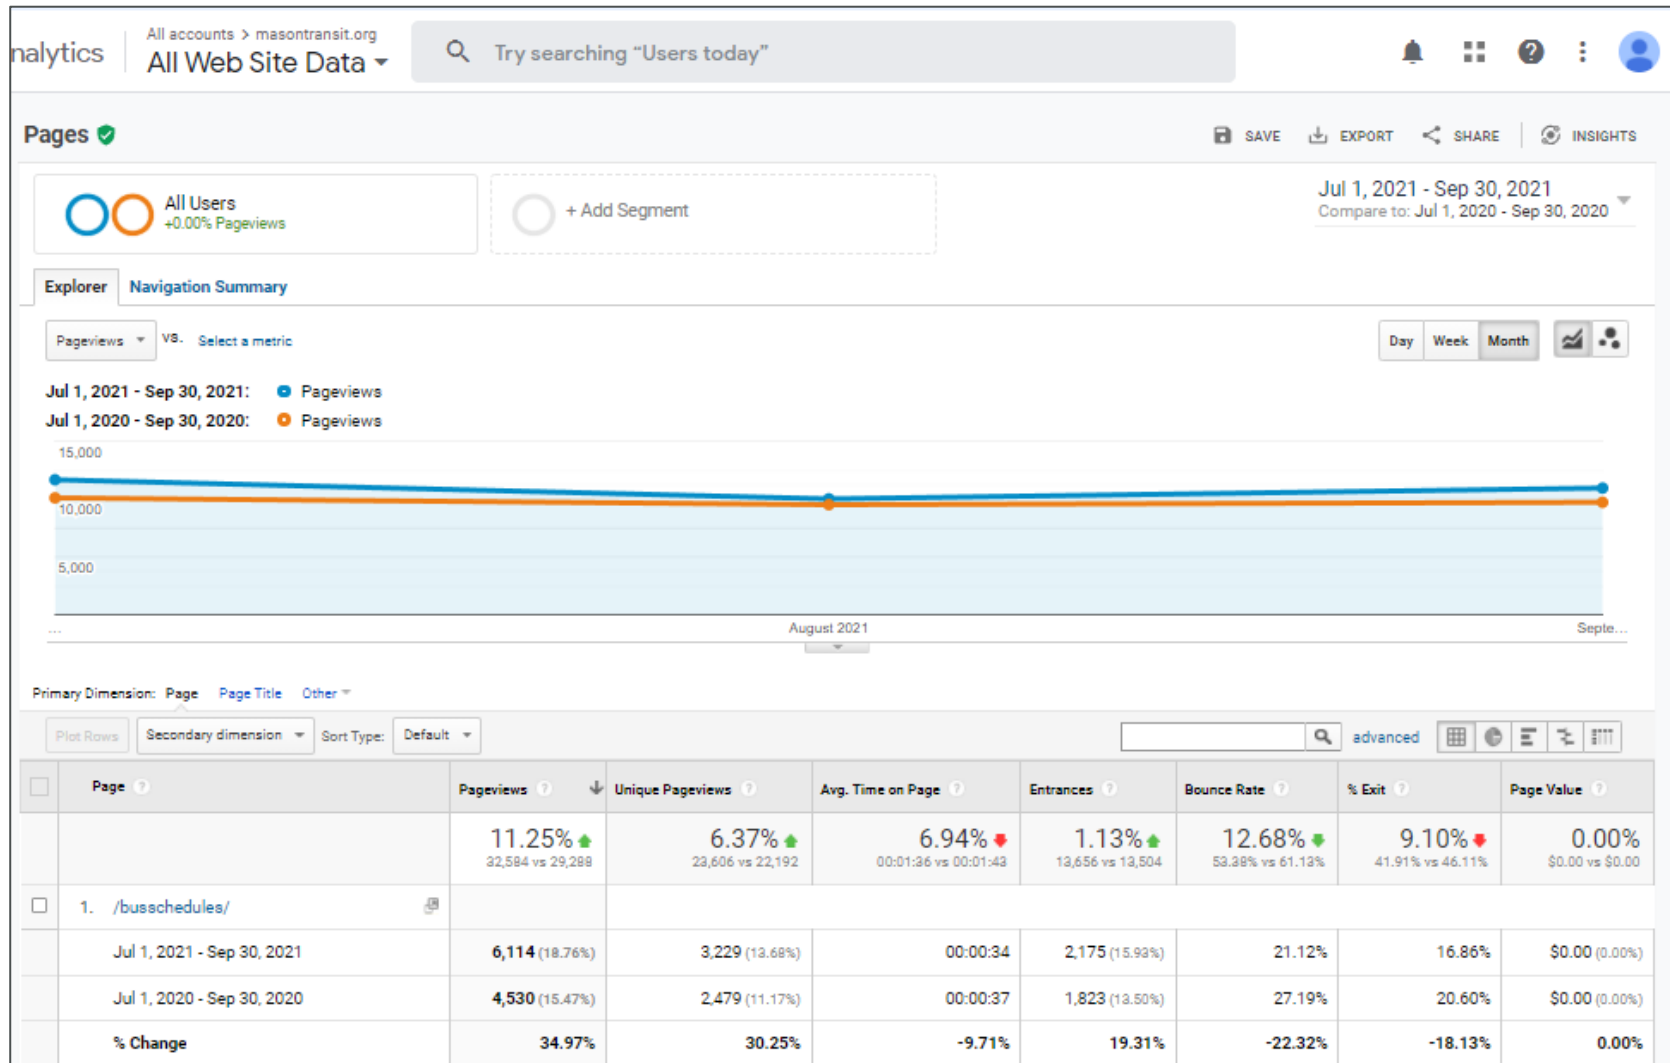 nalytics
All accounts > masontransit.org
All Web Site Data
Try searching “Users today”
Pages
SAVE EXPORT SHARE INSIGHTS
All Users
+0.00% Pageviews
+ Add Segment
Jul 1, 2021 - Sep 30, 2021
Compare to: Jul 1, 2020 - Sep 30, 2020
Explorer Navigation Summary
Pageviews VS. Select a metric
Day Week Month
Jul 1, 2021 - Sep 30, 2021: Pageviews
Jul 1, 2020 - Sep 30, 2020: Pageviews
15,000
10,000
5,000
... August 2021 Septe...
Primary Dimension: Page Page Title Other
Plot Rows Secondary dimension Sort Type: Default advanced
Page ? Pageviews ? Unique Pageviews ? Avg. Time on Page ? Entrances ? Bounce Rate ? % Exit ? Page Value ?
11.25% 6.37% 6.94% 1.13% 12.68% 9.10% 0.00%
32,584 vs 29,288 23,606 vs 22,192 00:01:36 vs 00:01:43 13,656 vs 13,504 53.38% vs 61.13% 41.91% vs 46.11% $0.00 vs $0.00
1. /busschedules/
Jul 1, 2021 - Sep 30, 2021 6,114 (18.76%) 3,229 (13.68%) 00:00:34 2,175 (15.93%) 21.12% 16.86% $0.00 (0.00%)
Jul 1, 2020 - Sep 30, 2020 4,530 (15.47%) 2,479 (11.17%) 00:00:37 1,823 (13.50%) 27.19% 20.60% $0.00 (0.00%)
% Change 34.97% 30.25% -9.71% 19.31% -22.32% -18.13% 0.00%